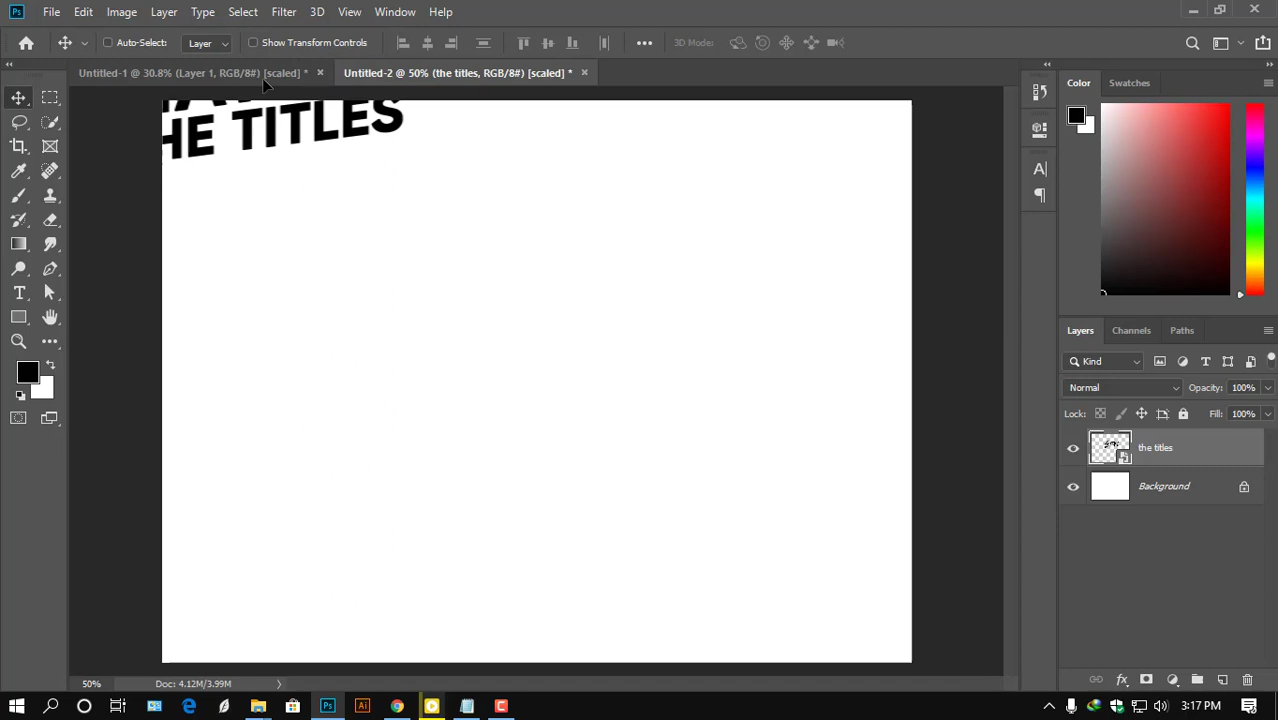 Ps File Edit Image Layer Type Select Filter 3D View Window Help
Auto-Select: Layer Show Transform Controls 3D Mode:
Untitled-1 @ 30.8% (Layer 1, RGB/8#) [scaled] * × Untitled-2 @ 50% (the titles, RGB/8#) [scaled] * ×
HE TITLES
Color Swatches
Layers Channels Paths
Kind
Normal Opacity: 100%
Lock: Fill: 100%
the titles
Background
50% Doc: 4.12M/3.99M
Ps Ai 3:17 PM